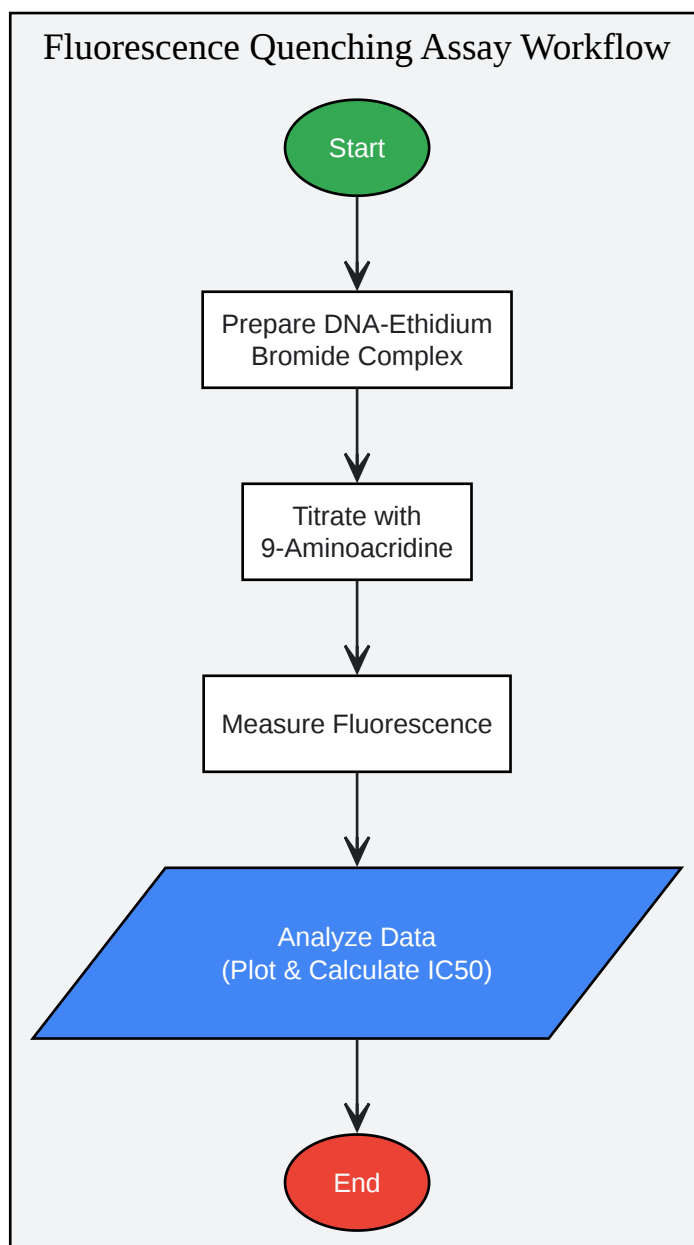 Fluorescence Quenching Assay Workflow
Start
Prepare DNA-Ethidium
Bromide Complex
Titrate with
9-Aminoacridine
Measure Fluorescence
Analyze Data
(Plot & Calculate IC50)
End